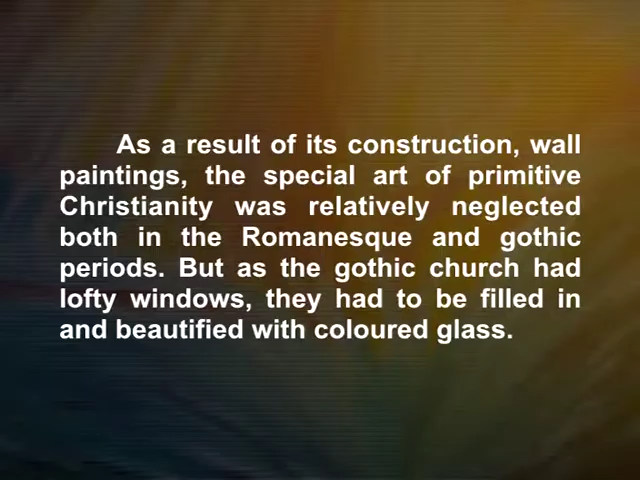 As a result of its construction, wall
paintings, the special art of primitive
Christianity was relatively neglected
both in the Romanesque and gothic
periods. But as the gothic church had
lofty windows, they had to be filled in
and beautified with coloured glass.